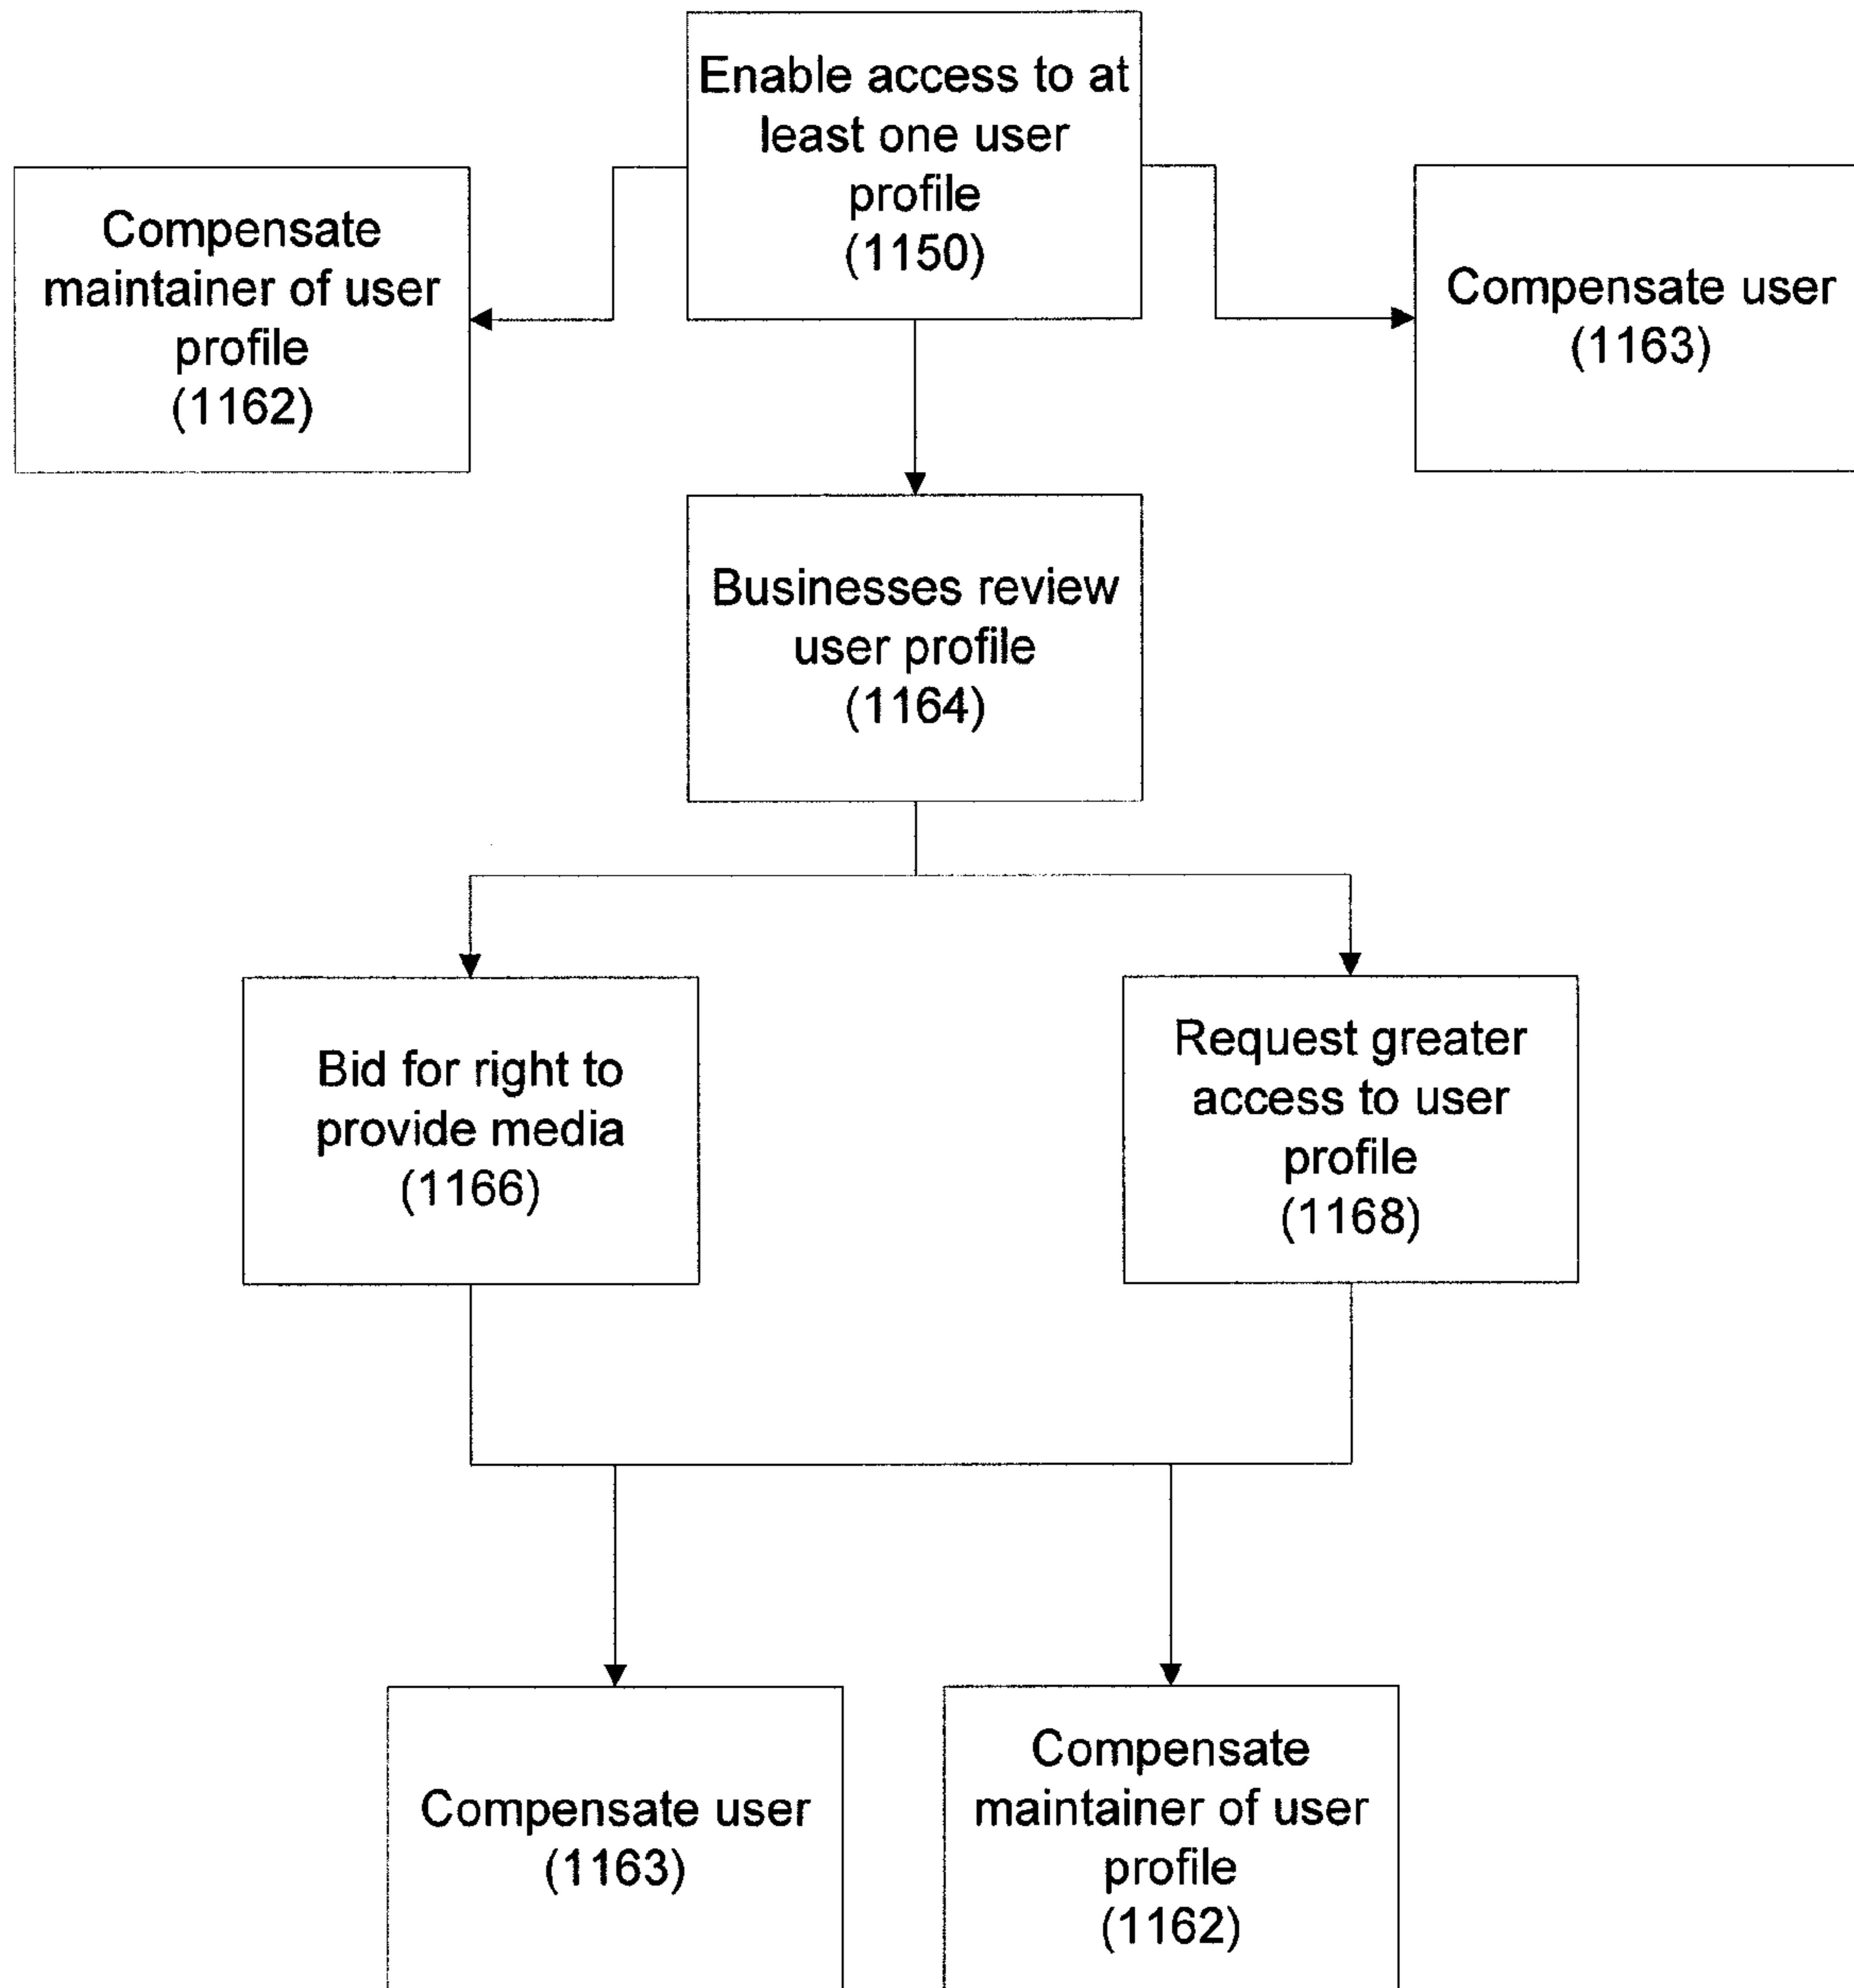 Enable access to at
least one user
profile
(1150)
Compensate
maintainer of user
profile
(1162)
Compensate user
(1163)
Businesses review
user profile
(1164)
Bid for right to
provide media
(1166)
Request greater
access to user
profile
(1168)
Compensate user
(1163)
Compensate
maintainer of user
profile
(1162)